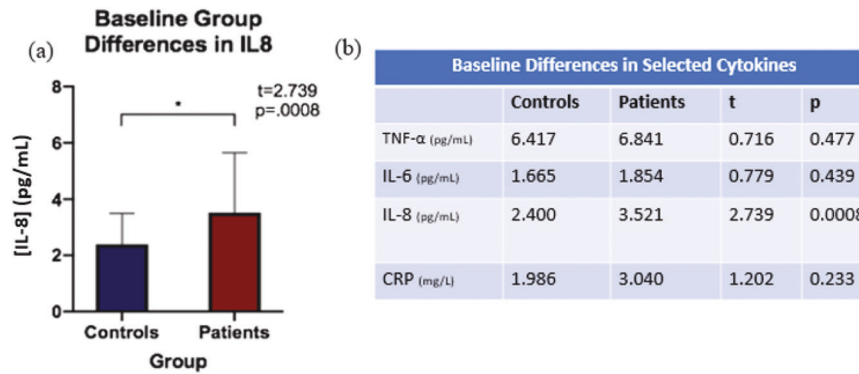 Baseline Group
Differences in IL8
(a)
t=2.739
p=.0008
*
8
6
4
2
0
[IL-8] (pg/mL)
Controls Patients
Group
(b)
Baseline Differences in Selected Cytokines
Controls Patients t p
TNF-α (pg/mL) 6.417 6.841 0.716 0.477
IL-6 (pg/mL) 1.665 1.854 0.779 0.439
IL-8 (pg/mL) 2.400 3.521 2.739 0.0008
CRP (mg/L) 1.986 3.040 1.202 0.233